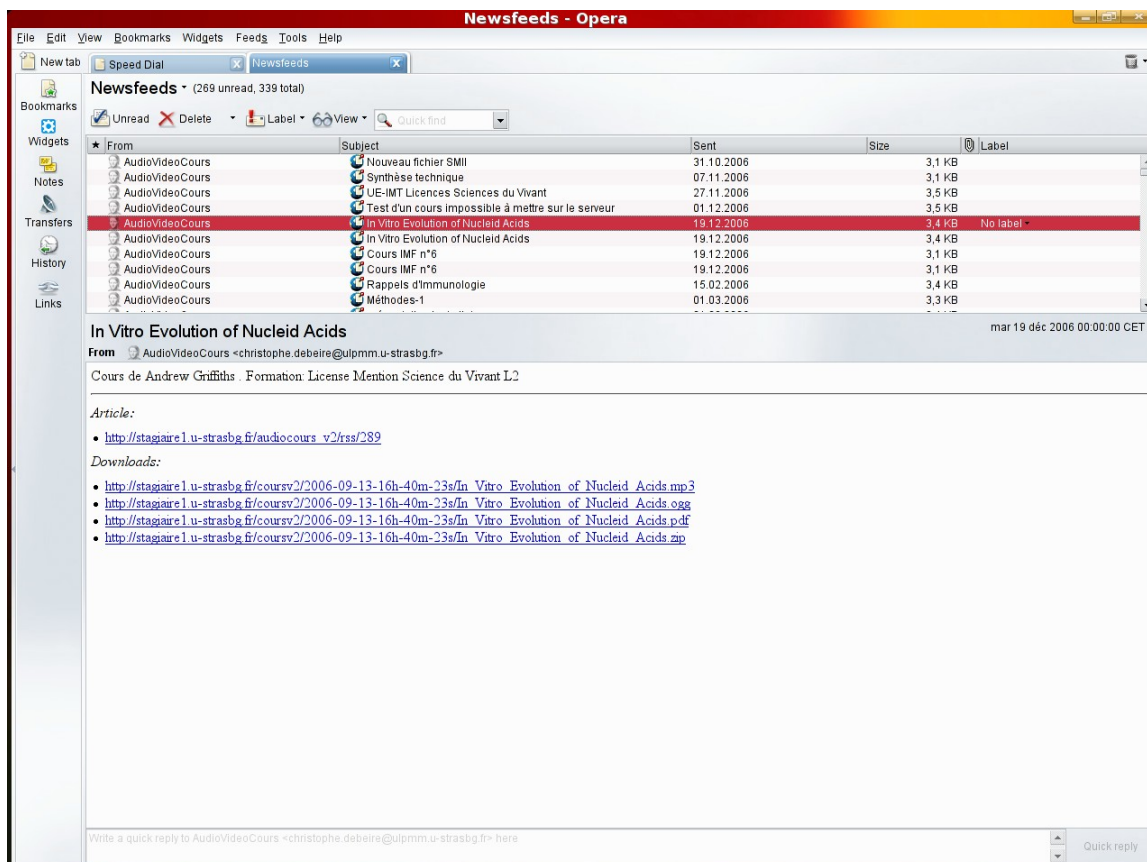 Newsfeeds - Opera
File Edit View Bookmarks Widgets Feeds Tools Help
New tab Speed Dial Newsfeeds
Bookmarks
Widgets
Notes
Transfers
History
Links
Newsfeeds (269 unread, 339 total)
Unread Delete Label View Quick find
From Subject Sent Size Label
AudioVideoCours Nouveau fichier SMII 31.10.2006 3,1 KB
AudioVideoCours Synthèse technique 07.11.2006 3,1 KB
AudioVideoCours UE-IMT Licences Sciences du Vivant 27.11.2006 3,5 KB
AudioVideoCours Test d'un cours impossible à mettre sur le serveur 01.12.2006 3,5 KB
AudioVideoCours In Vitro Evolution of Nucleid Acids 19.12.2006 3,4 KB No label
AudioVideoCours In Vitro Evolution of Nucleid Acids 19.12.2006 3,4 KB
AudioVideoCours Cours IMF n°6 19.12.2006 3,1 KB
AudioVideoCours Cours IMF n°6 19.12.2006 3,1 KB
AudioVideoCours Rappels d'Immunologie 15.02.2006 3,4 KB
AudioVideoCours Méthodes-1 01.03.2006 3,3 KB
In Vitro Evolution of Nucleid Acids mar 19 déc 2006 00:00:00 CET
From AudioVideoCours <christophe.debeire@ulpmm.u-strasbg.fr>
Cours de Andrew Griffiths . Formation: License Mention Science du Vivant L2
Article:
• http://stagiaire1.u-strasbg.fr/audiocours_v2/rss/289
Downloads:
• http://stagiaire1.u-strasbg.fr/coursv2/2006-09-13-16h-40m-23s/In_Vitro_Evolution_of_Nucleid_Acids.mp3
• http://stagiaire1.u-strasbg.fr/coursv2/2006-09-13-16h-40m-23s/In_Vitro_Evolution_of_Nucleid_Acids.ogg
• http://stagiaire1.u-strasbg.fr/coursv2/2006-09-13-16h-40m-23s/In_Vitro_Evolution_of_Nucleid_Acids.pdf
• http://stagiaire1.u-strasbg.fr/coursv2/2006-09-13-16h-40m-23s/In_Vitro_Evolution_of_Nucleid_Acids.zip
Write a quick reply to AudioVideoCours <christophe.debeire@ulpmm.u-strasbg.fr> here Quick reply